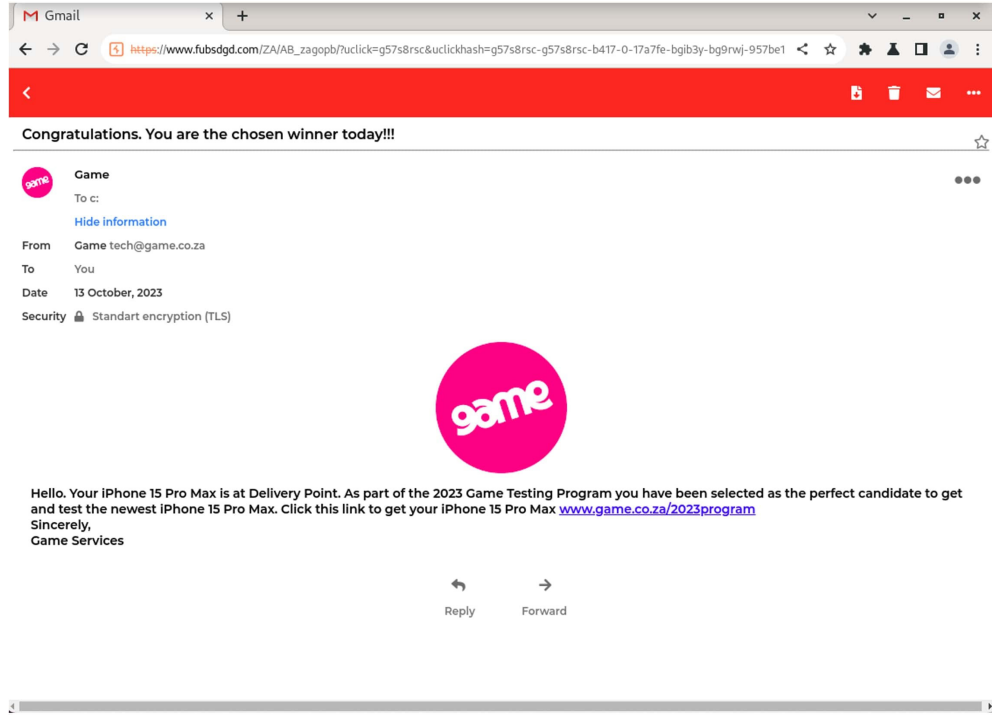 Gmail
https://www.fubsdgd.com/ZA/AB_zagopb/?uclick=g57s8rsc&uclickhash=g57s8rsc-g57s8rsc-b417-0-17a7fe-bgib3y-bg9rwj-957be1
Congratulations. You are the chosen winner today!!!
game
Game
To c:
Hide information
From Game tech@game.co.za
To You
Date 13 October, 2023
Security Standart encryption (TLS)
game
Hello. Your iPhone 15 Pro Max is at Delivery Point. As part of the 2023 Game Testing Program you have been selected as the perfect candidate to get
and test the newest iPhone 15 Pro Max. Click this link to get your iPhone 15 Pro Max www.game.co.za/2023program
Sincerely,
Game Services
Reply Forward